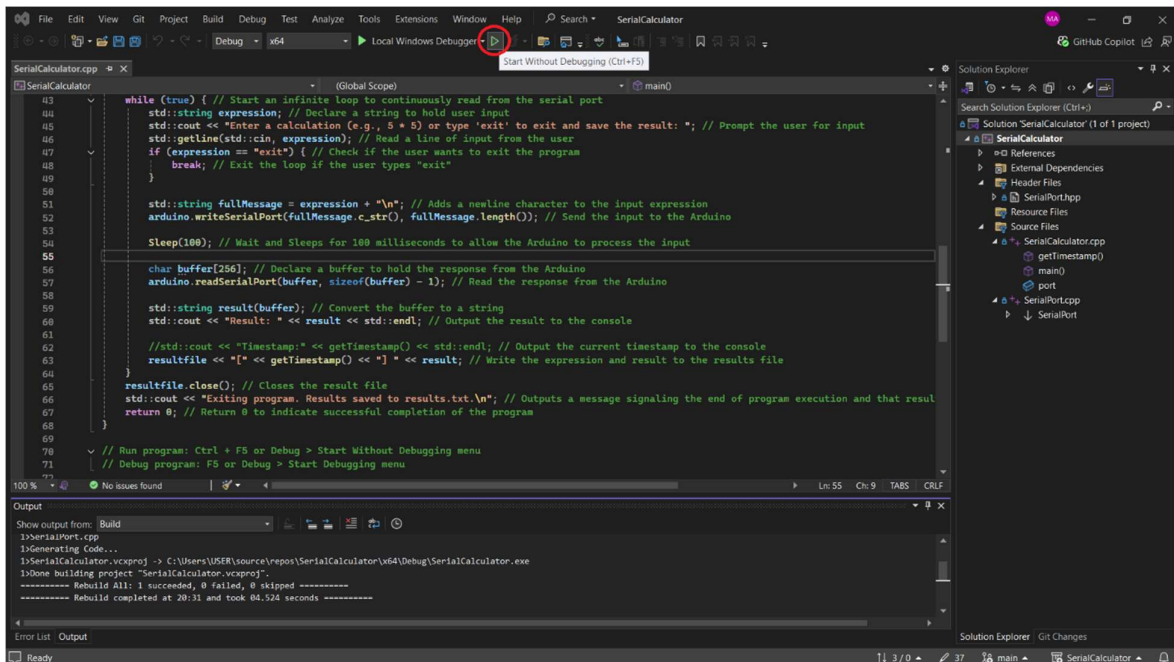 File Edit View Git Project Build Debug Test Analyze Tools Extensions Window Help Search SerialCalculator MA
Debug x64 Local Windows Debugger GitHub Copilot
Start Without Debugging (Ctrl+F5)
SerialCalculator.cpp
SerialCalculator (Global Scope) main()
43 while (true) { // Start an infinite loop to continuously read from the serial port
44 std::string expression; // Declare a string to hold user input
45 std::cout << "Enter a calculation (e.g., 5 * 5) or type 'exit' to exit and save the result: "; // Prompt the user for input
46 std::getline(std::cin, expression); // Read a line of input from the user
47 if (expression == "exit") { // Check if the user wants to exit the program
48 break; // Exit the loop if the user types "exit"
49 }
50
51 std::string fullMessage = expression + "\n"; // Adds a newline character to the input expression
52 arduino.writeSerialPort(fullMessage.c_str(), fullMessage.length()); // Send the input to the Arduino
53
54 Sleep(100); // Wait and Sleeps for 100 milliseconds to allow the Arduino to process the input
55
56 char buffer[256]; // Declare a buffer to hold the response from the Arduino
57 arduino.readSerialPort(buffer, sizeof(buffer) - 1); // Read the response from the Arduino
58
59 std::string result(buffer); // Convert the buffer to a string
60 std::cout << "Result: " << result << std::endl; // Output the result to the console
61
62 //std::cout << "Timestamp:" << getTimestamp() << std::endl; // Output the current timestamp to the console
63 resultfile << "[" << getTimestamp() << "] " << result; // Write the expression and result to the results file
64 }
65 resultfile.close(); // Closes the result file
66 std::cout << "Exiting program. Results saved to results.txt.\n"; // Outputs a message signaling the end of program execution and that resul
67 return 0; // Return 0 to indicate successful completion of the program
68 }
69
70 // Run program: Ctrl + F5 or Debug > Start Without Debugging menu
71 // Debug program: F5 or Debug > Start Debugging menu
72
100 % No issues found Ln: 55 Ch: 9 TABS CRLF
Output
Show output from: Build
1>SerialPort.cpp
1>Generating Code...
1>SerialCalculator.vcxproj -> C:\Users\USER\source\repos\SerialCalculator\x64\Debug\SerialCalculator.exe
1>Done building project "SerialCalculator.vcxproj".
========== Rebuild All: 1 succeeded, 0 failed, 0 skipped ==========
========== Rebuild completed at 20:31 and took 04.524 seconds ==========
Error List Output
Solution Explorer
Search Solution Explorer (Ctrl+;)
Solution 'SerialCalculator' (1 of 1 project)
SerialCalculator
References
External Dependencies
Header Files
SerialPort.hpp
Resource Files
Source Files
SerialCalculator.cpp
getTimestamp()
main()
port
SerialPort.cpp
SerialPort
Solution Explorer Git Changes
Ready 3 / 0 37 main SerialCalculator